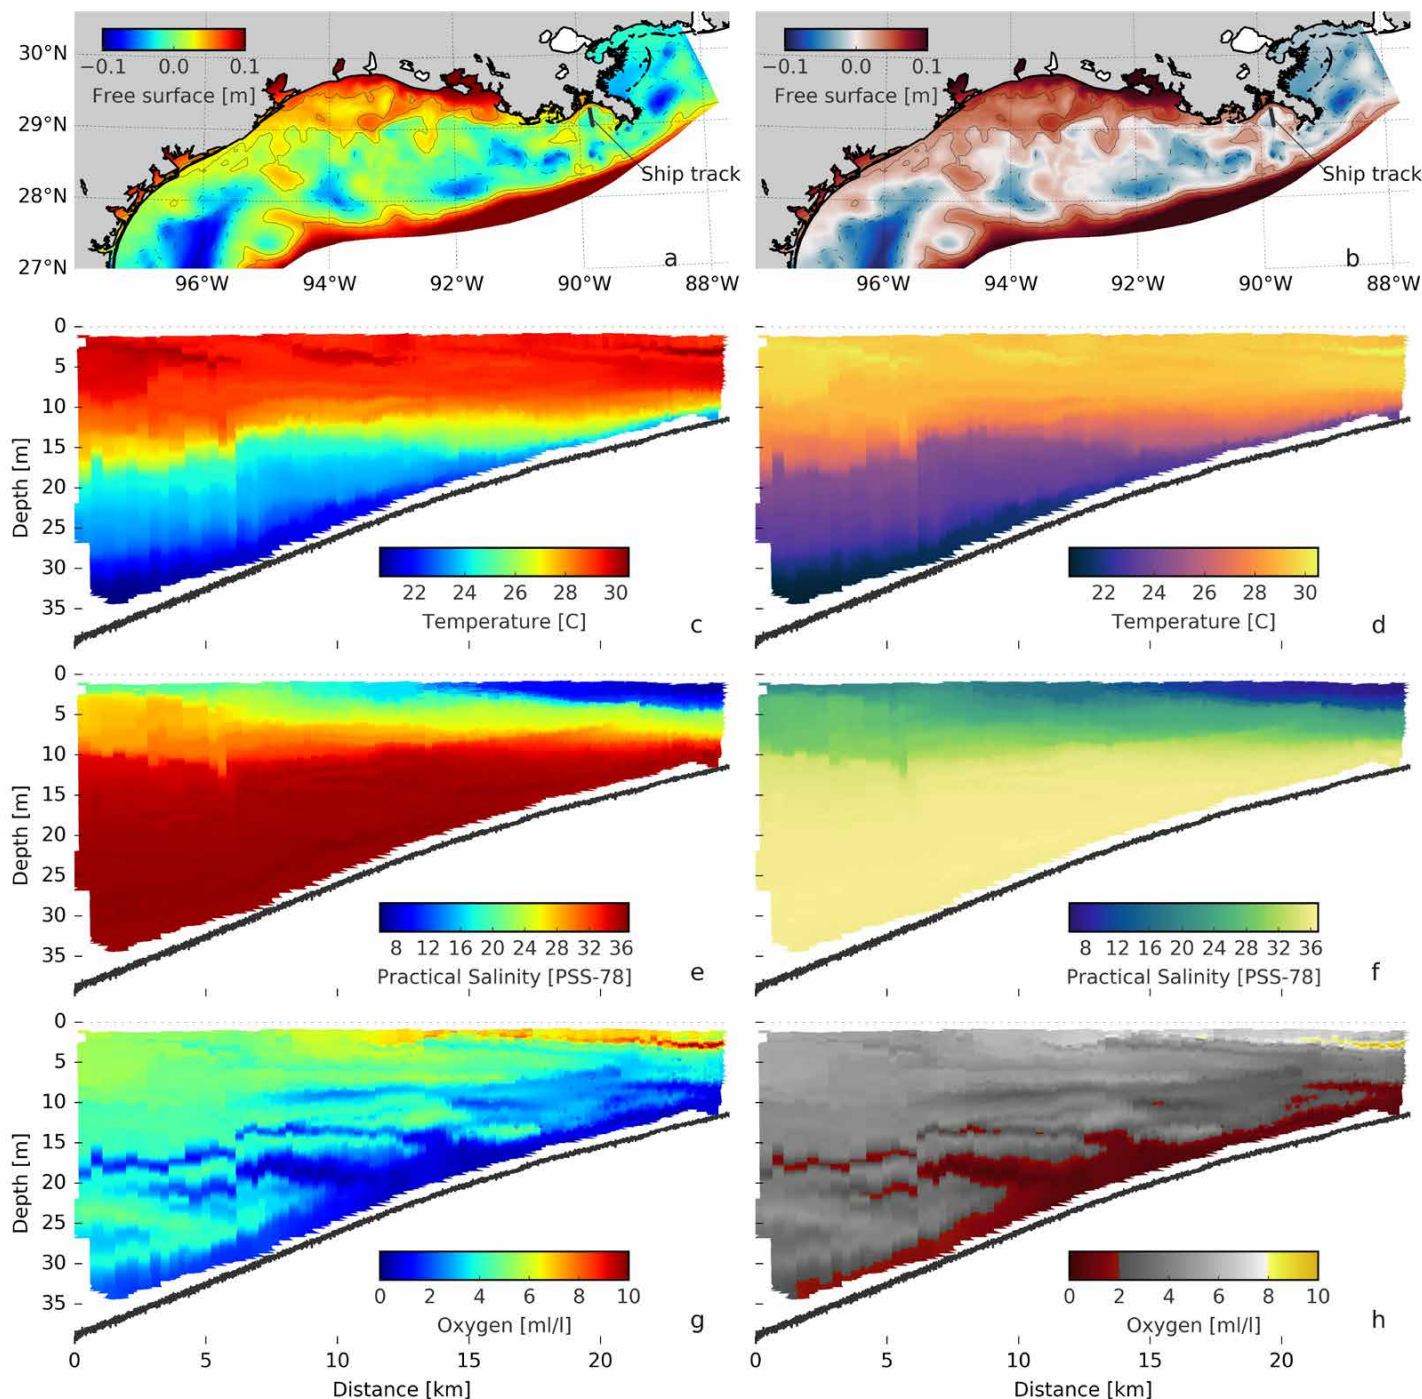 30°N
29°N
28°N
27°N
−0.1 0.0 0.1
Free surface [m]
Ship track
a
96°W 94°W 92°W 90°W 88°W
−0.1 0.0 0.1
Free surface [m]
Ship track
b
96°W 94°W 92°W 90°W 88°W
0
5
10
15
20
25
30
35
Depth [m]
22 24 26 28 30
Temperature [C]
c
22 24 26 28 30
Temperature [C]
d
0
5
10
15
20
25
30
35
Depth [m]
8 12 16 20 24 28 32 36
Practical Salinity [PSS-78]
e
8 12 16 20 24 28 32 36
Practical Salinity [PSS-78]
f
0
5
10
15
20
25
30
35
Depth [m]
0 2 4 6 8 10
Oxygen [ml/l]
g
0 5 10 15 20
Distance [km]
0 2 4 6 8 10
Oxygen [ml/l]
h
0 5 10 15 20
Distance [km]